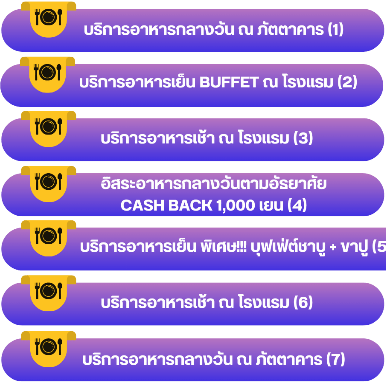 บริการอาหารกลางวัน ณ ภัตตาคาร (1)
บริการอาหารเย็น BUFFET ณ โรงแรม (2)
บริการอาหารเช้า ณ โรงแรม (3)
อิสระอาหารกลางวันตามอัธยาศัย
CASH BACK 1,000 เยน (4)
บริการอาหารเย็น พิเศษ!!! บุฟเฟ่ต์ชาบู + ขาปู (5
บริการอาหารเช้า ณ โรงแรม (6)
บริการอาหารกลางวัน ณ ภัตตาคาร (7)